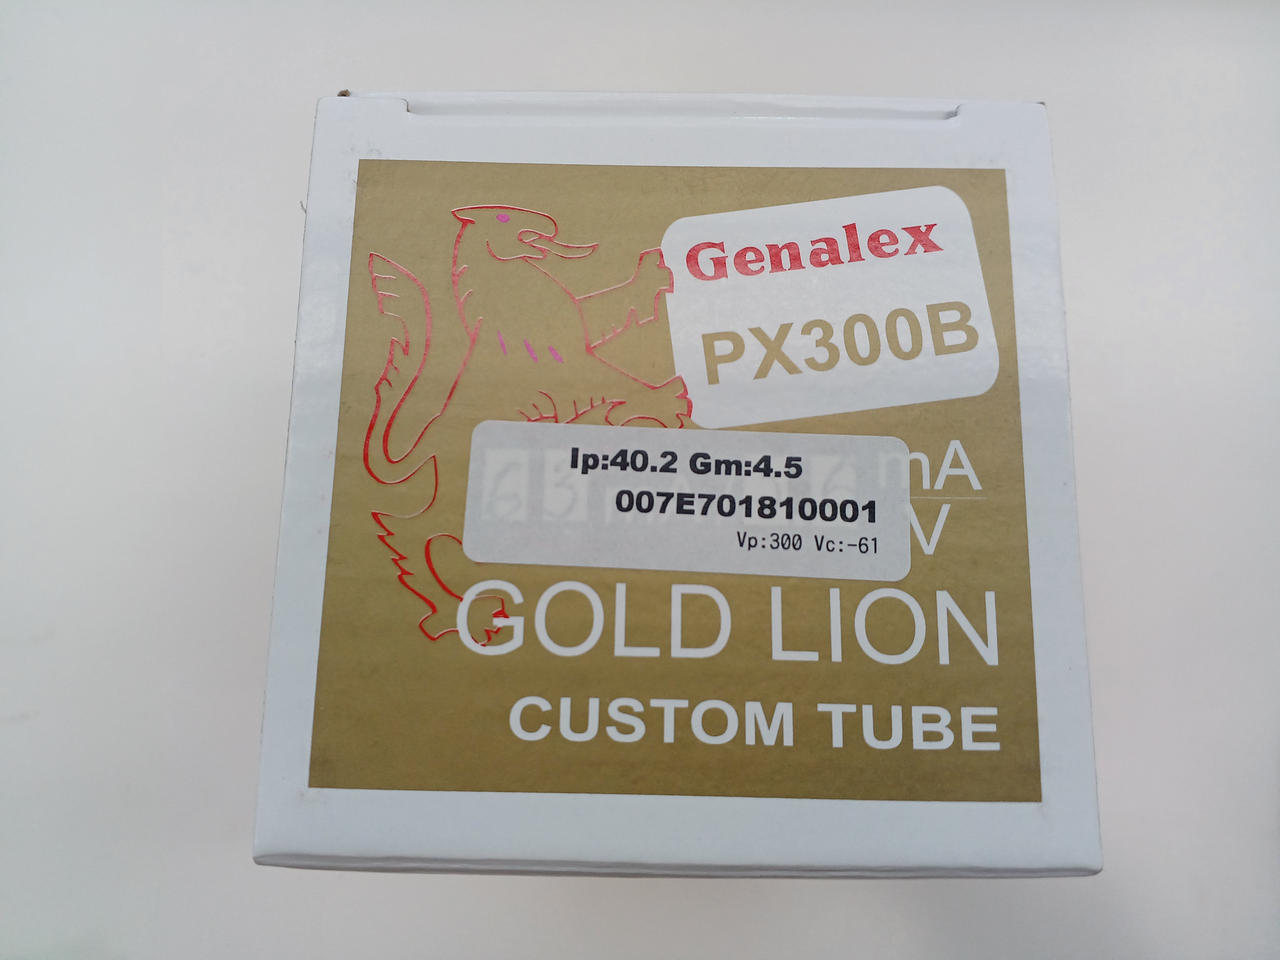 Genalex
PX300B
mA
V
Ip:40.2 Gm:4.5
007E701810001
Vp:300 Vc:-61
GOLD LION
CUSTOM TUBE